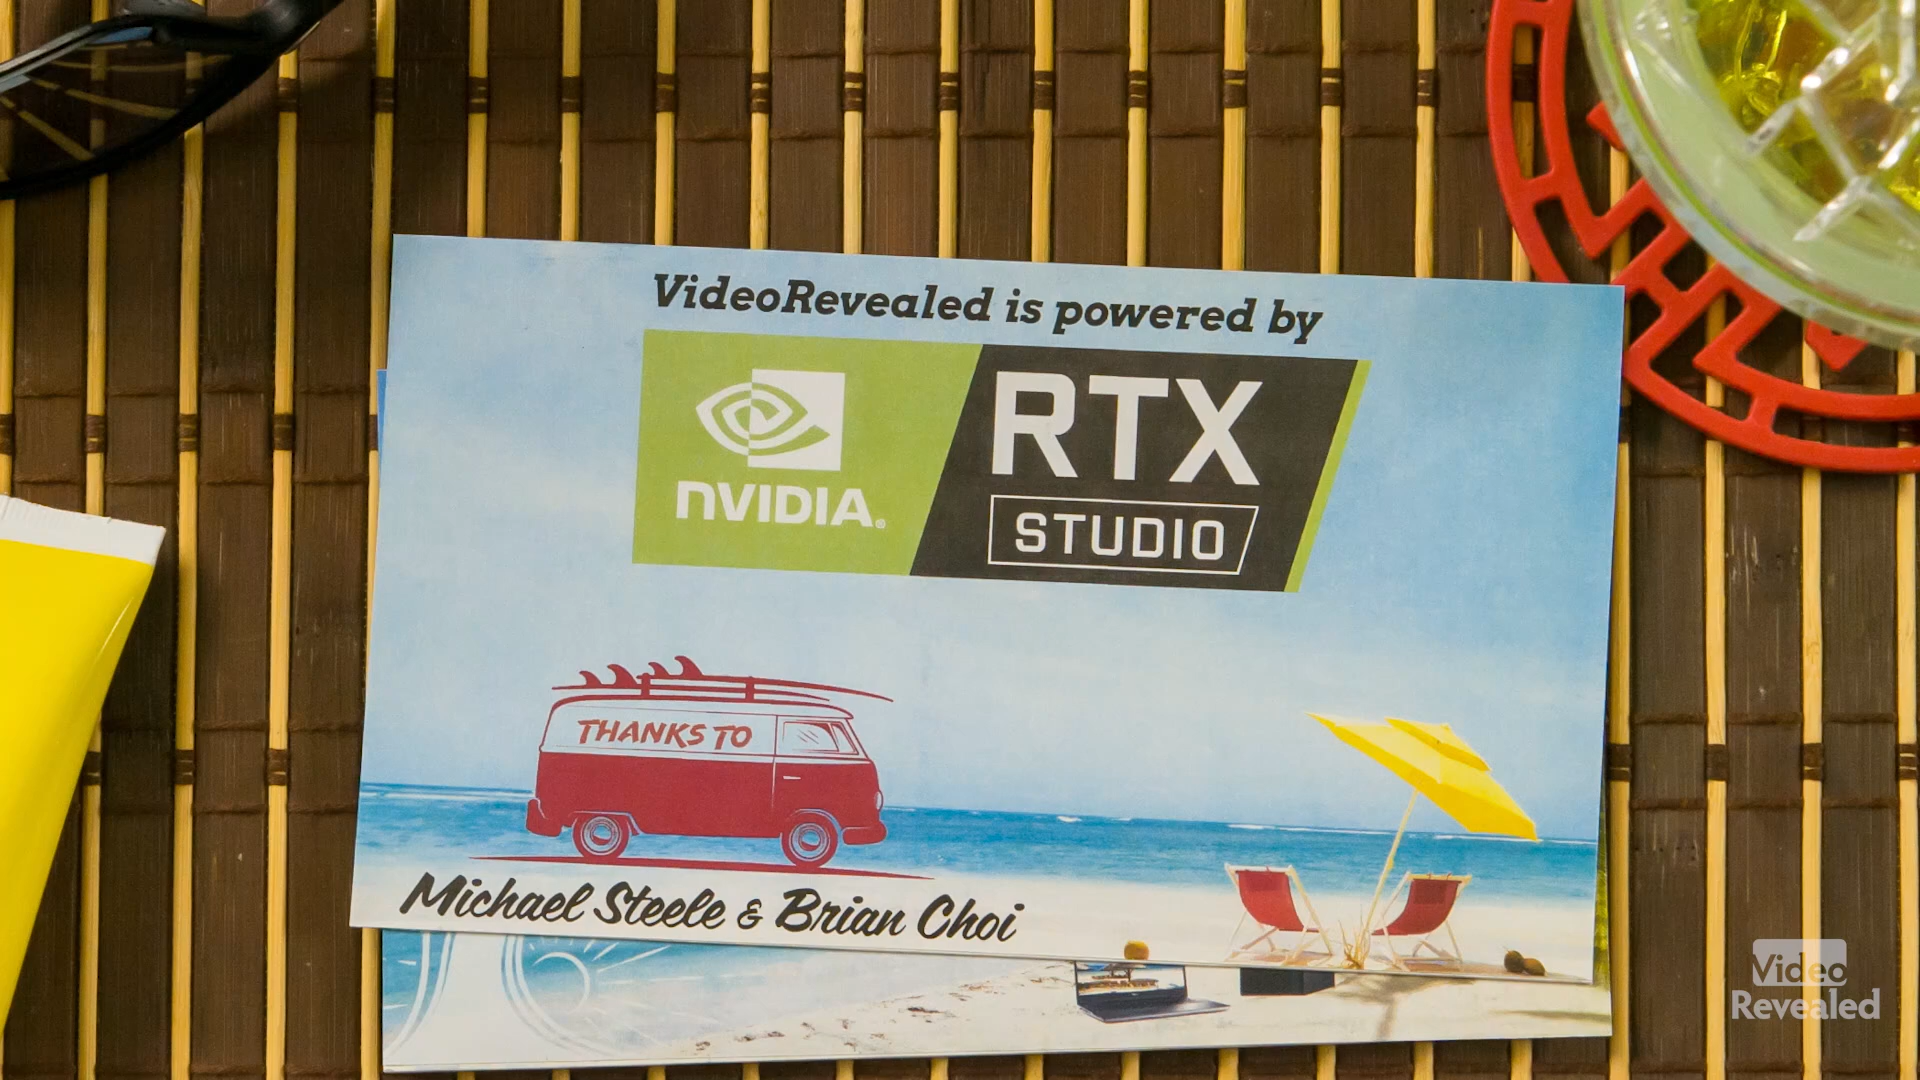 VideoRevealed is powered by
NVIDIA®
RTX
STUDIO
THANKS TO
Michael Steele & Brian Choi
Video
Revealed